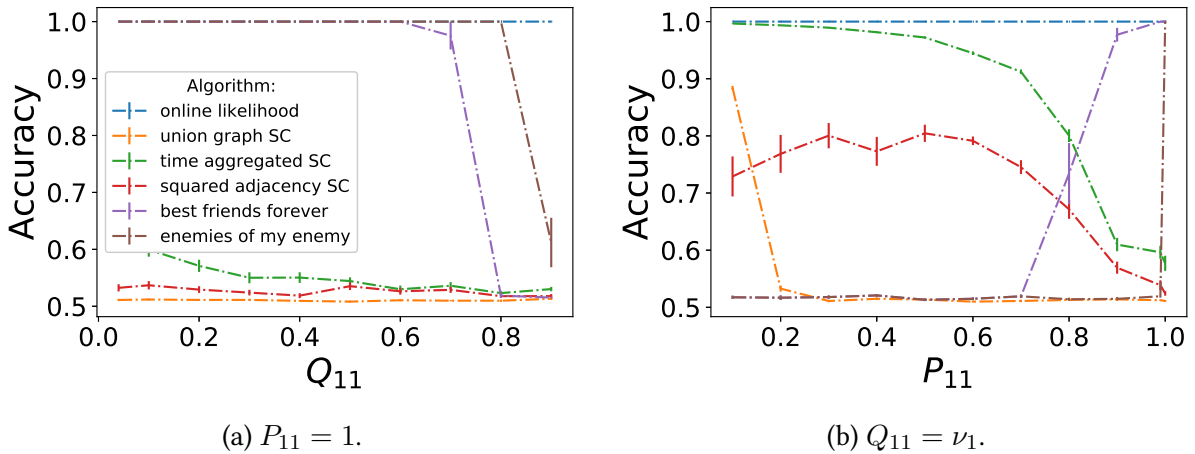 1.0
0.9
0.8
0.7
0.6
0.5
Accuracy
Algorithm:
online likelihood
union graph SC
time aggregated SC
squared adjacency SC
best friends forever
enemies of my enemy
0.0
0.2
0.4
0.6
0.8
Q11
(a) P11 = 1.
1.0
0.9
0.8
0.7
0.6
0.5
Accuracy
0.2
0.4
0.6
0.8
1.0
P11
(b) Q11 = ν1.